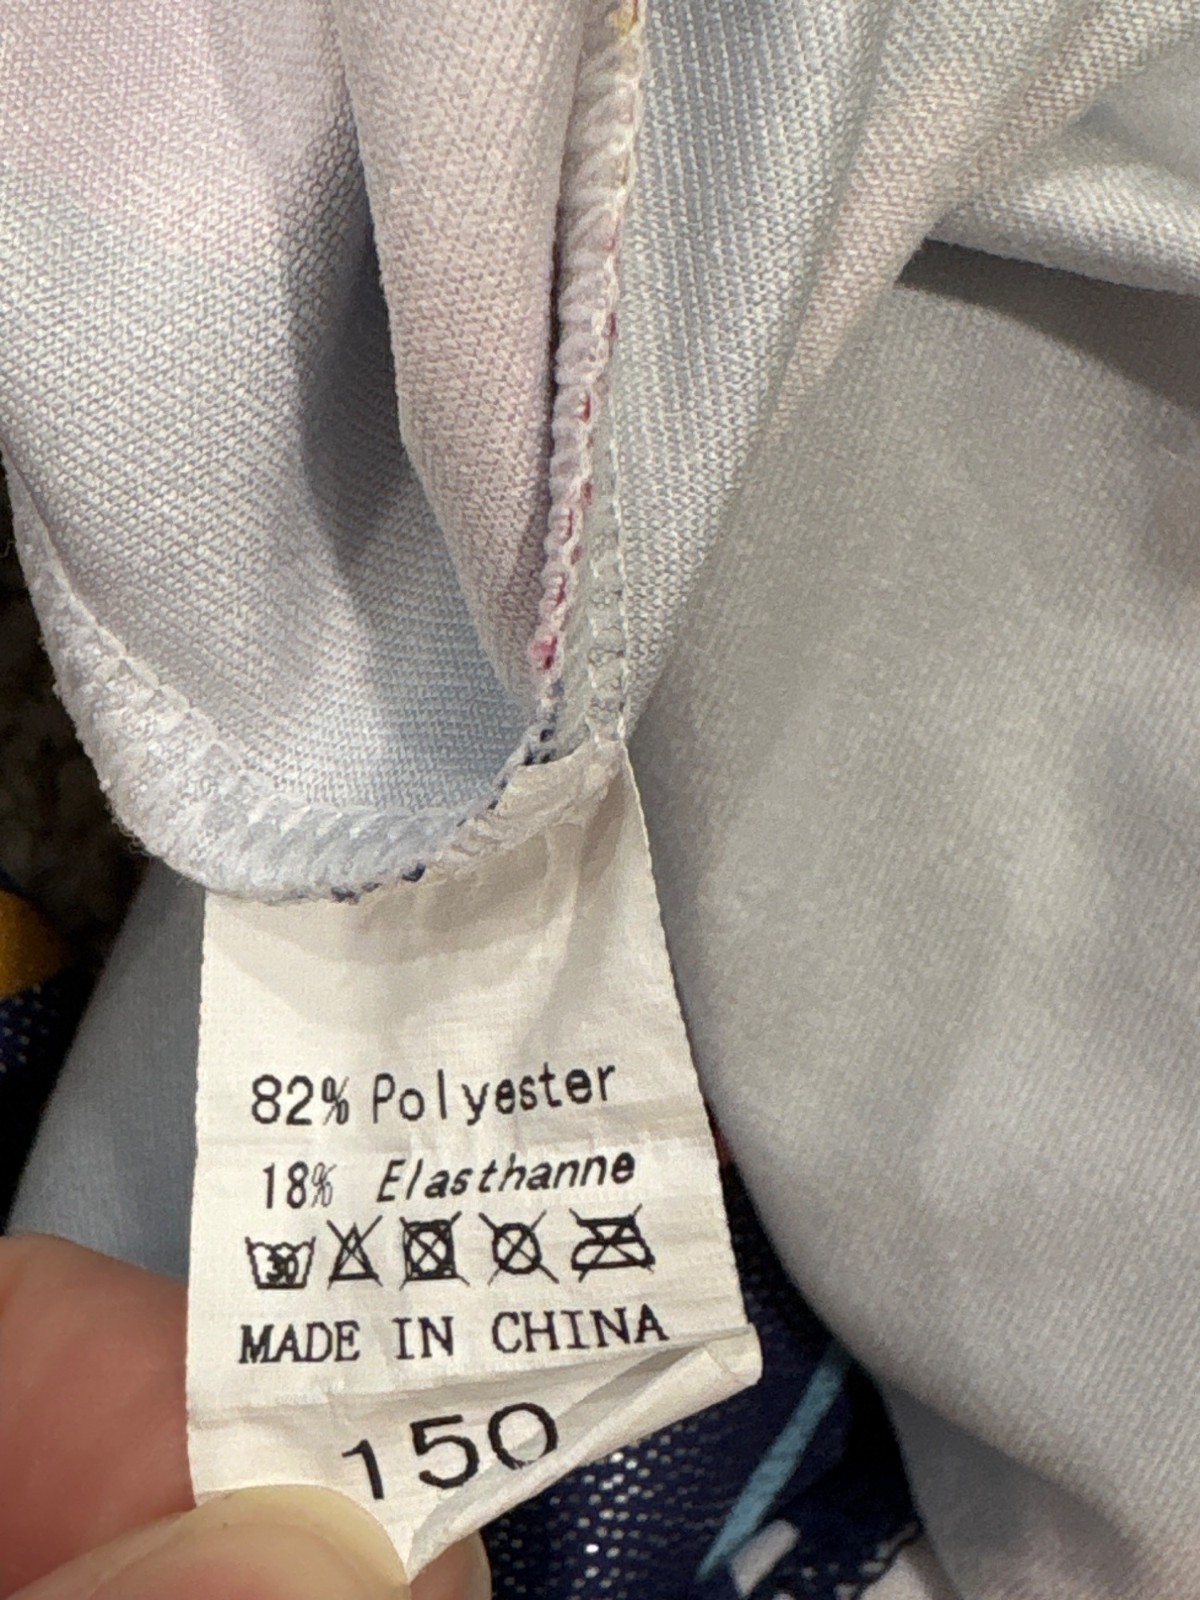 82% Polyester
18% Elasthanne
30
MADE IN CHINA
150